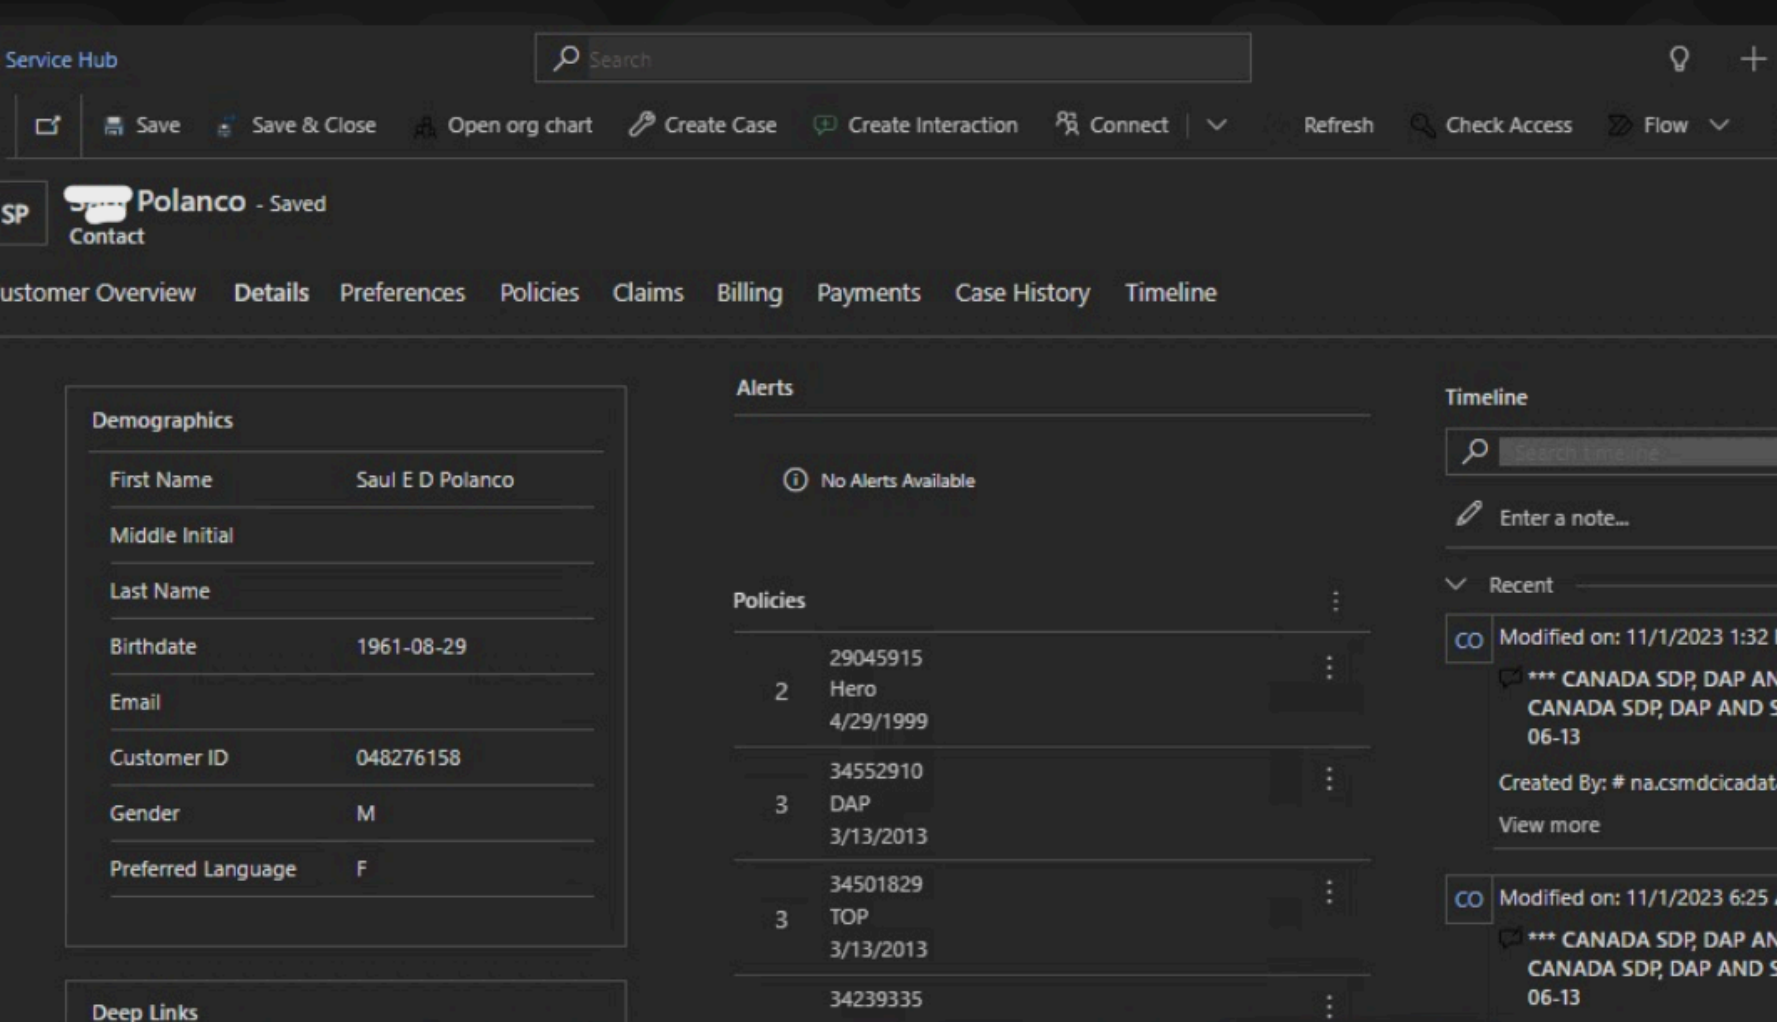 Service Hub
Search
Save
Save & Close
Open org chart
Create Case
Create Interaction
Connect
Refresh
Check Access
Flow
SP
Polanco - Saved
Contact
ustomer Overview
Details
Preferences
Policies
Claims
Billing
Payments
Case History
Timeline
Demographics
First Name Saul E D Polanco
Middle Initial
Last Name
Birthdate 1961-08-29
Email
Customer ID 048276158
Gender M
Preferred Language F
Deep Links
Alerts
No Alerts Available
Policies
29045915
2 Hero
4/29/1999
34552910
3 DAP
3/13/2013
34501829
3 TOP
3/13/2013
34239335
Timeline
Search timeline
Enter a note...
Recent
CO Modified on: 11/1/2023 1:32
*** CANADA SDP, DAP AN
CANADA SDP, DAP AND S
06-13
Created By: # na.csmdcicadat
View more
CO Modified on: 11/1/2023 6:25
*** CANADA SDP, DAP AN
CANADA SDP, DAP AND S
06-13